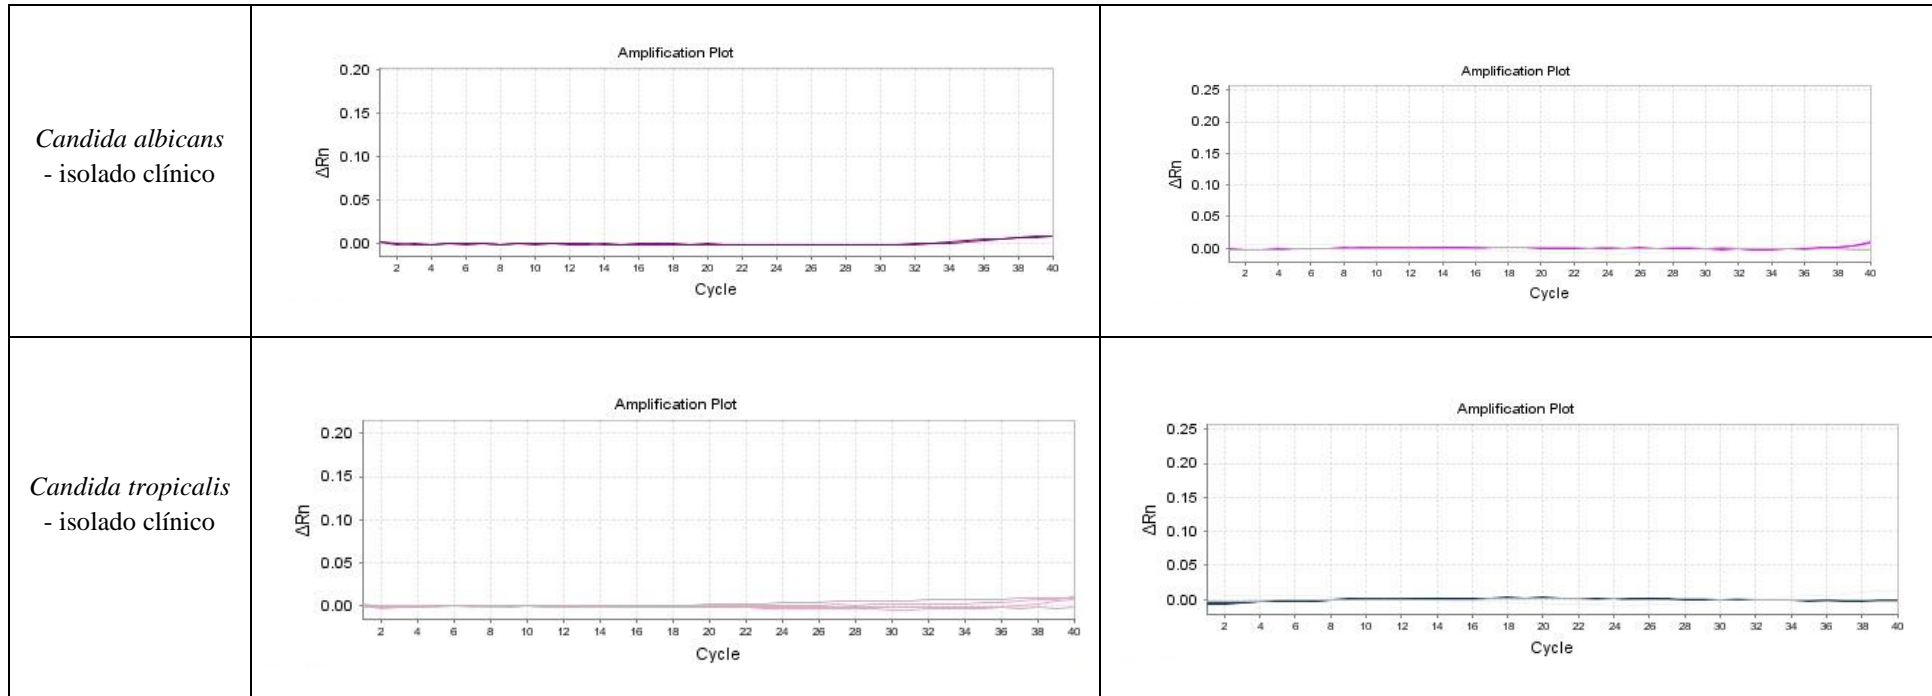 Candida albicans
- isolado clínico
Amplification Plot
0.20
0.15
0.10
0.05
0.00
ΔRn
2 4 6 8 10 12 14 16 18 20 22 24 26 28 30 32 34 36 38 40
Cycle
Amplification Plot
0.25
0.20
0.15
0.10
0.05
0.00
ΔRn
2 4 6 8 10 12 14 16 18 20 22 24 26 28 30 32 34 36 38 40
Cycle
Candida tropicalis
- isolado clínico
Amplification Plot
0.20
0.15
0.10
0.05
0.00
ΔRn
2 4 6 8 10 12 14 16 18 20 22 24 26 28 30 32 34 36 38 40
Cycle
Amplification Plot
0.25
0.20
0.15
0.10
0.05
0.00
ΔRn
2 4 6 8 10 12 14 16 18 20 22 24 26 28 30 32 34 36 38 40
Cycle